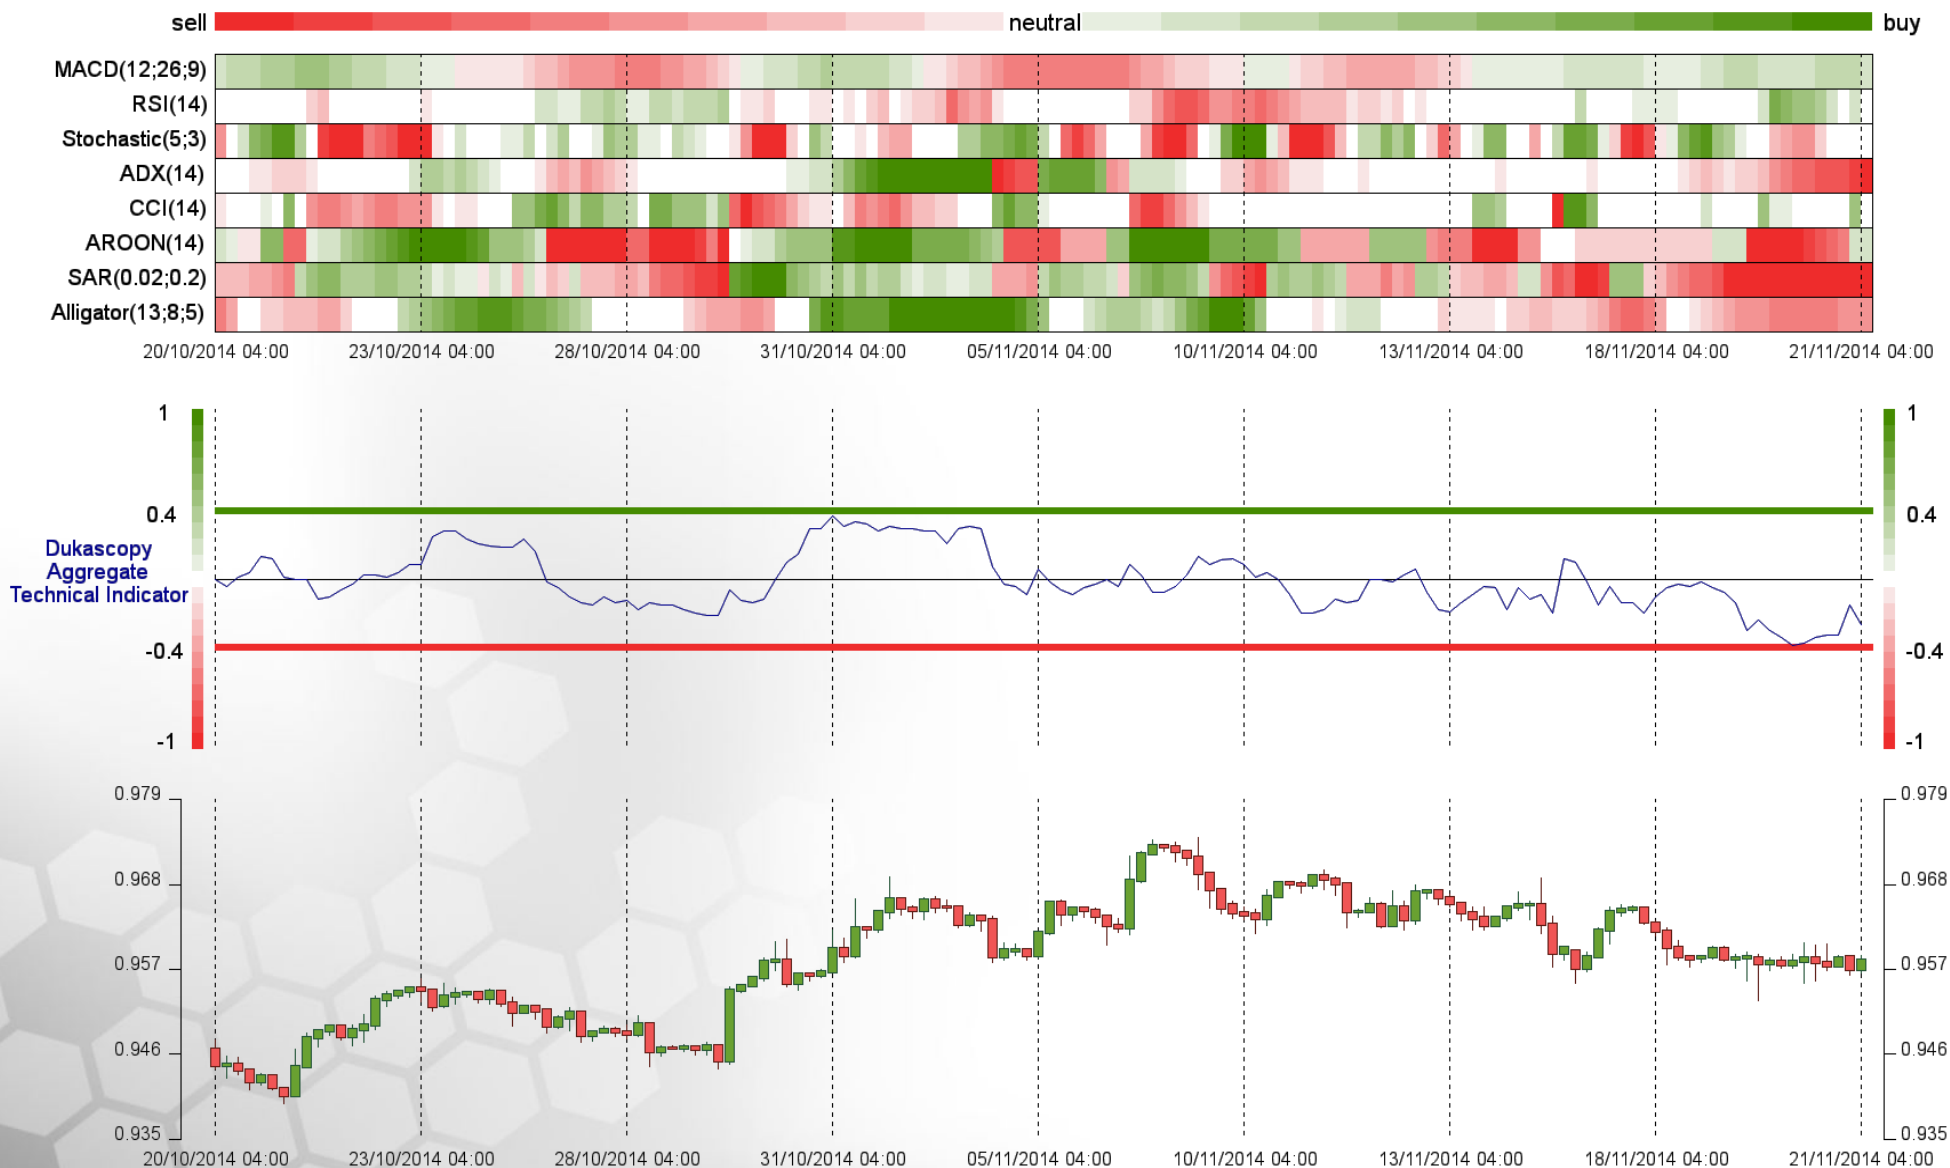 sell neutral buy
MACD(12;26;9)
RSI(14)
Stochastic(5;3)
ADX(14)
CCI(14)
AROON(14)
SAR(0.02;0.2)
Alligator(13;8;5)
20/10/2014 04:00 23/10/2014 04:00 28/10/2014 04:00 31/10/2014 04:00 05/11/2014 04:00 10/11/2014 04:00 13/11/2014 04:00 18/11/2014 04:00 21/11/2014 04:00
1 1
0.4 0.4
Dukascopy
Aggregate
Technical Indicator
-0.4 -0.4
-1 -1
0.979 0.979
0.968 0.968
0.957 0.957
0.946 0.946
0.935 0.935
20/10/2014 04:00 23/10/2014 04:00 28/10/2014 04:00 31/10/2014 04:00 05/11/2014 04:00 10/11/2014 04:00 13/11/2014 04:00 18/11/2014 04:00 21/11/2014 04:00